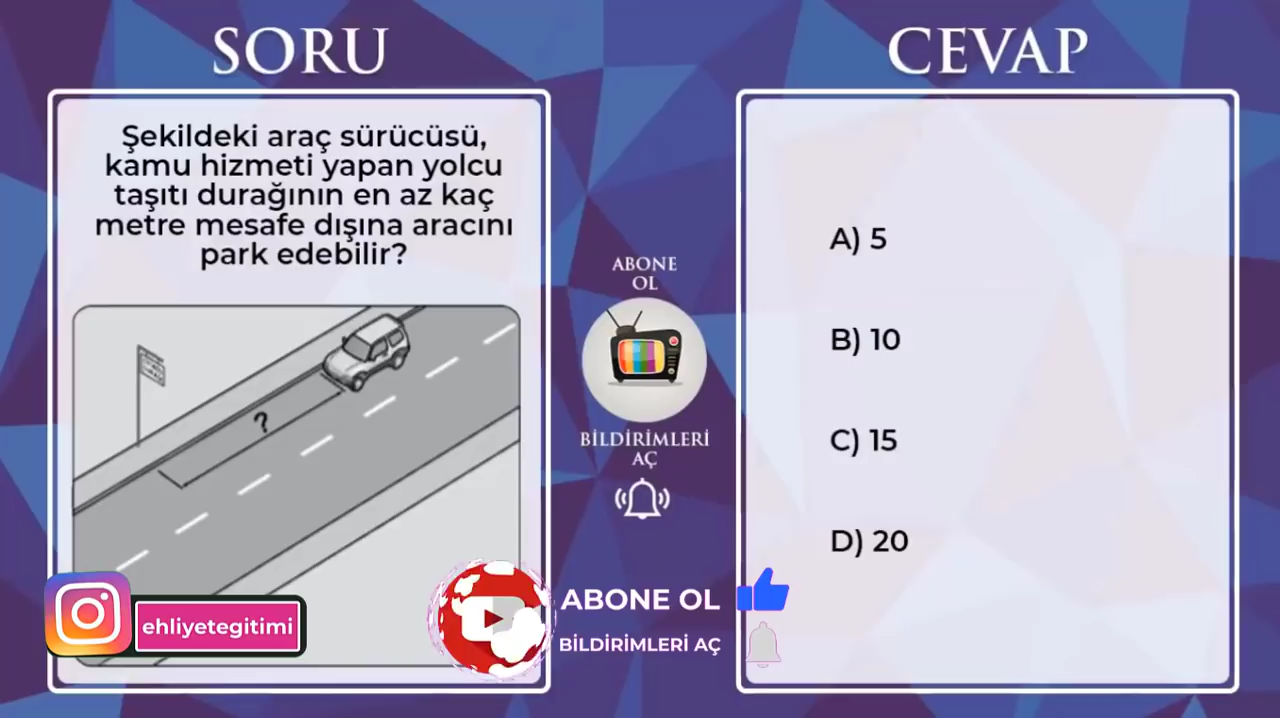 SORU
Şekildeki araç sürücüsü,
kamu hizmeti yapan yolcu
taşıtı durağının en az kaç
metre mesafe dışına aracını
park edebilir?
?
ehliyetegitimi
ABONE
OL
BİLDİRİMLERİ
AÇ
ABONE OL
BİLDİRİMLERİ AÇ
CEVAP
A) 5
B) 10
C) 15
D) 20